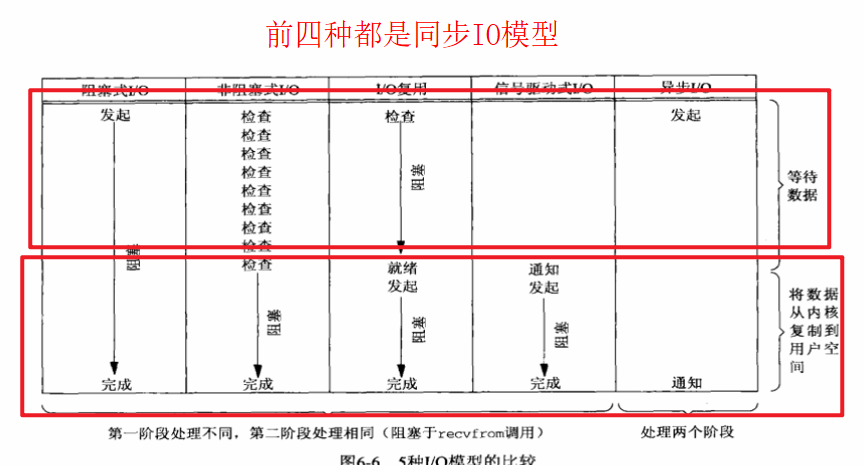 前四种都是同步IO模型
阻塞式I/O 非阻塞式I/O I/O复用 信号驱动式I/O 异步I/O
发起 检查 检查 发起
检查
检查
检查
检查
检查
检查
检查
检查
阻塞
阻塞
等待
数据
就绪 通知
发起 发起
阻塞 阻塞 阻塞
将数据
从内核
复制到
用户空
间
完成 完成 完成 完成 通知
第一阶段处理不同，第二阶段处理相同（阻塞于recvfrom调用） 处理两个阶段
图6-6 5种I/O模型的比较